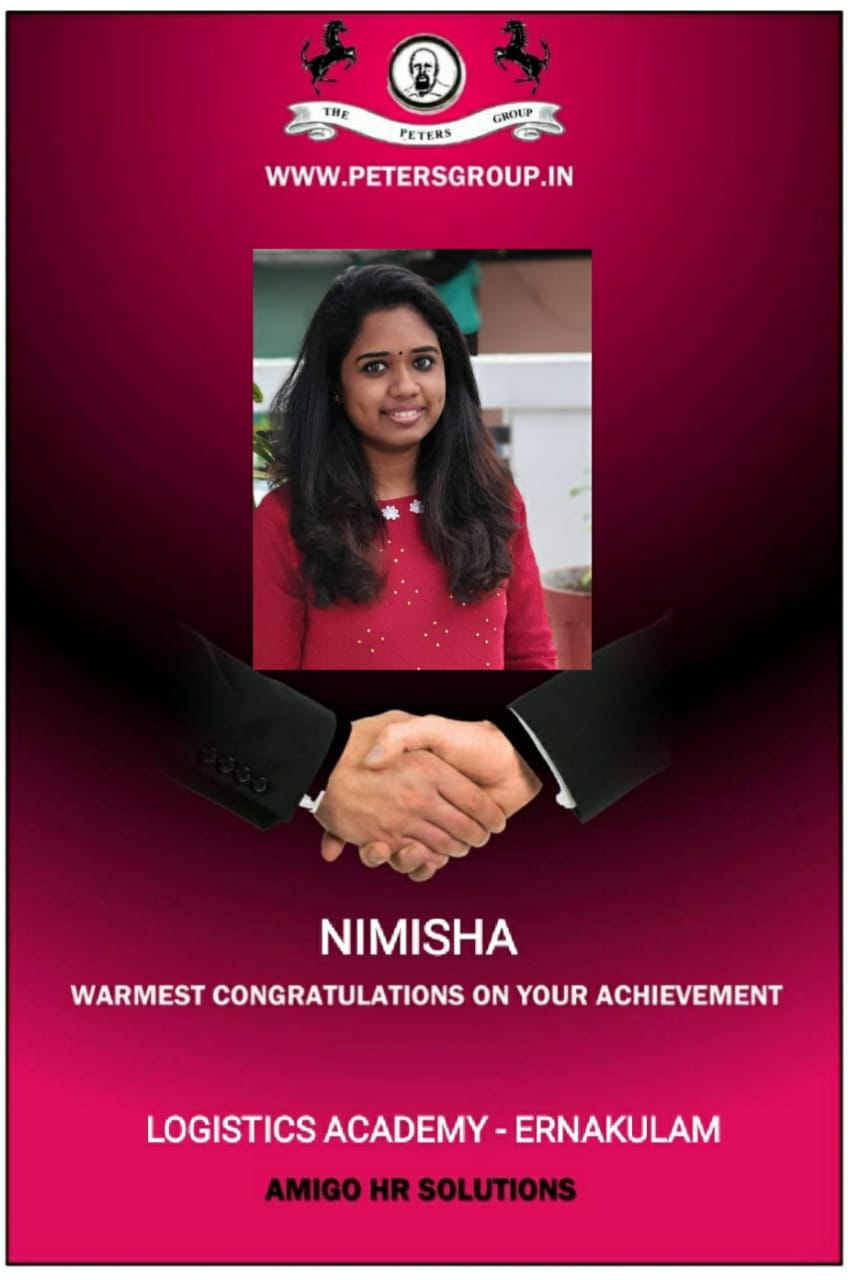 THE PETERS GROUP
WWW.PETERSGROUP.IN
NIMISHA
WARMEST CONGRATULATIONS ON YOUR ACHIEVEMENT
LOGISTICS ACADEMY - ERNAKULAM
AMIGO HR SOLUTIONS